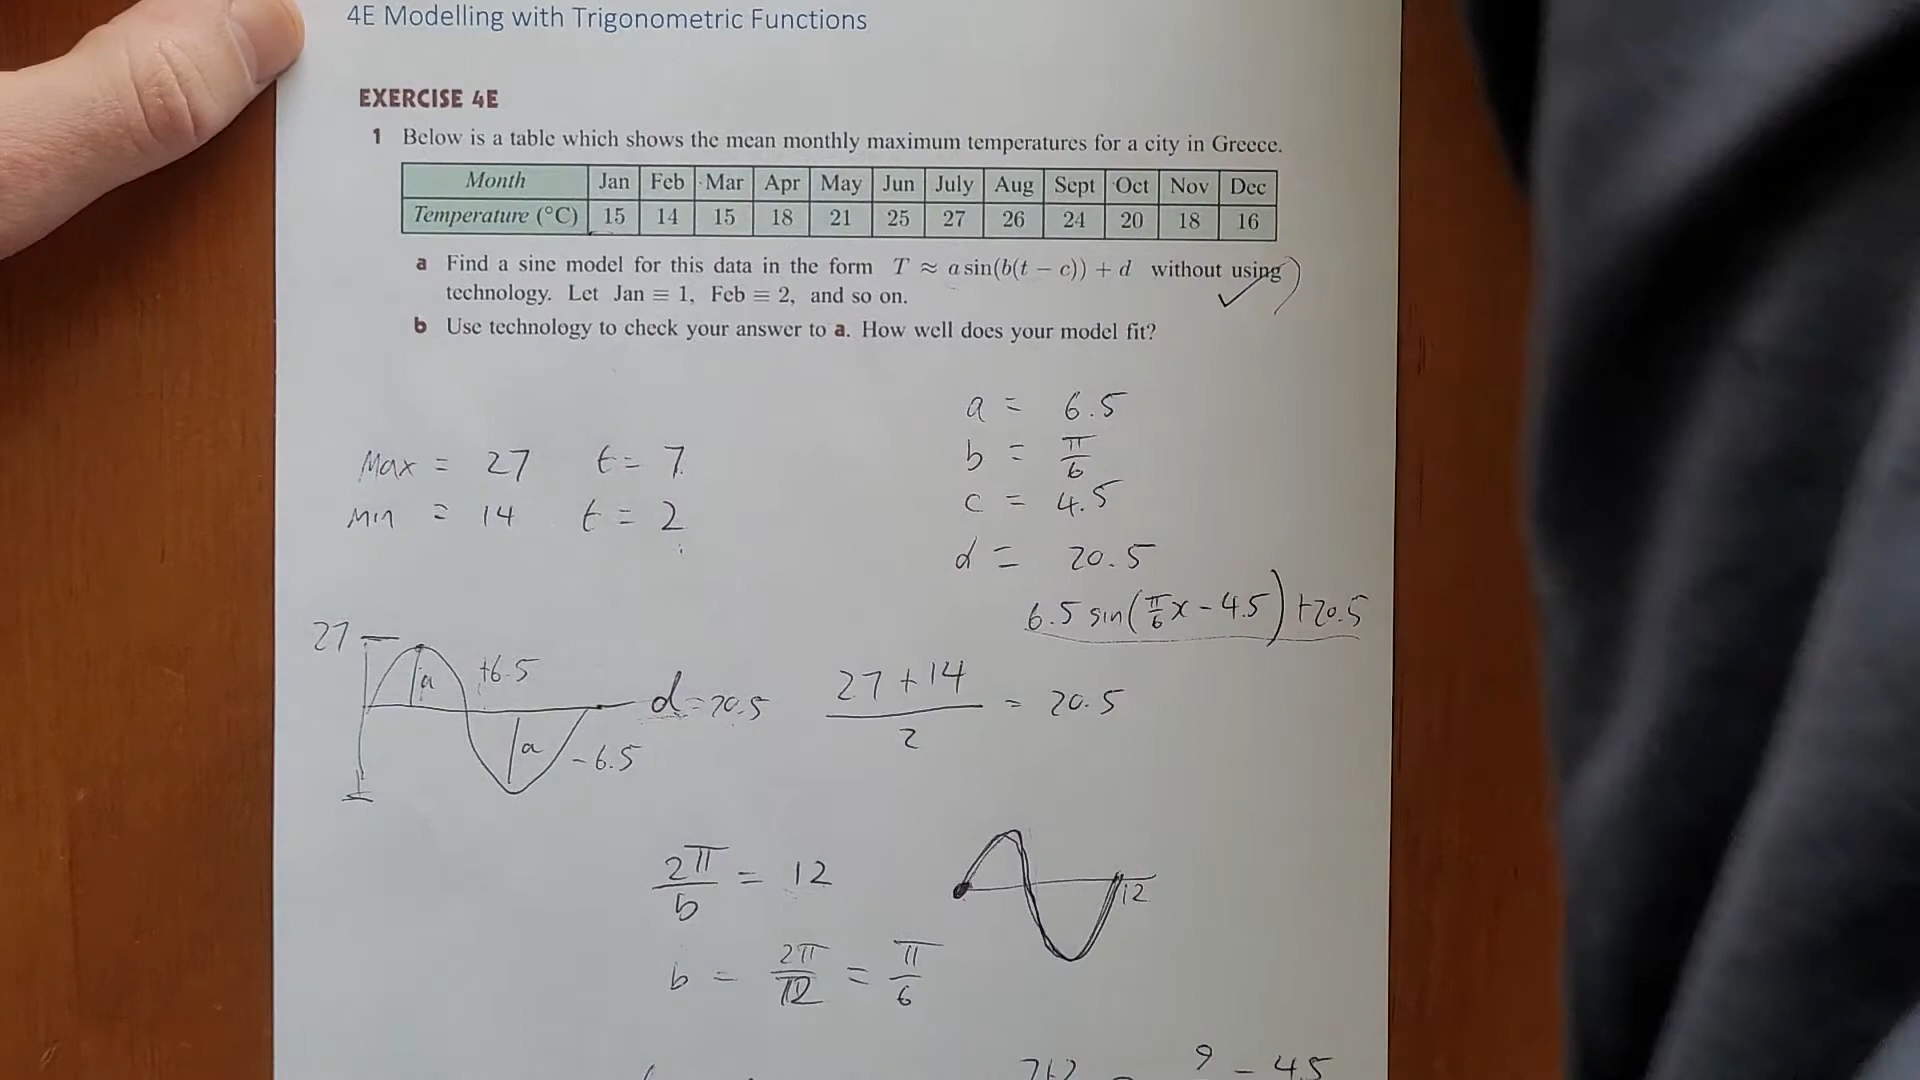 4E Modelling with Trigonometric Functions
EXERCISE 4E
1 Below is a table which shows the mean monthly maximum temperatures for a city in Greece.
Month Jan Feb Mar Apr May Jun July Aug Sept Oct Nov Dec
Temperature (°C) 15 14 15 18 21 25 27 26 24 20 18 16
a Find a sine model for this data in the form T ≈ a sin(b(t − c)) + d without using
technology. Let Jan ≡ 1, Feb ≡ 2, and so on.
b Use technology to check your answer to a. How well does your model fit?
a = 6.5
b = π/6
c = 4.5
d = 20.5
Max = 27 t = 7
Min = 14 t = 2
6.5 sin(π/6 x - 4.5) + 20.5
27
a
+6.5
d = 20.5
a
-6.5
27 + 14
2
= 20.5
2π/b = 12
12
b = 2π/12 = π/6
7+2 = 9 = 4.5